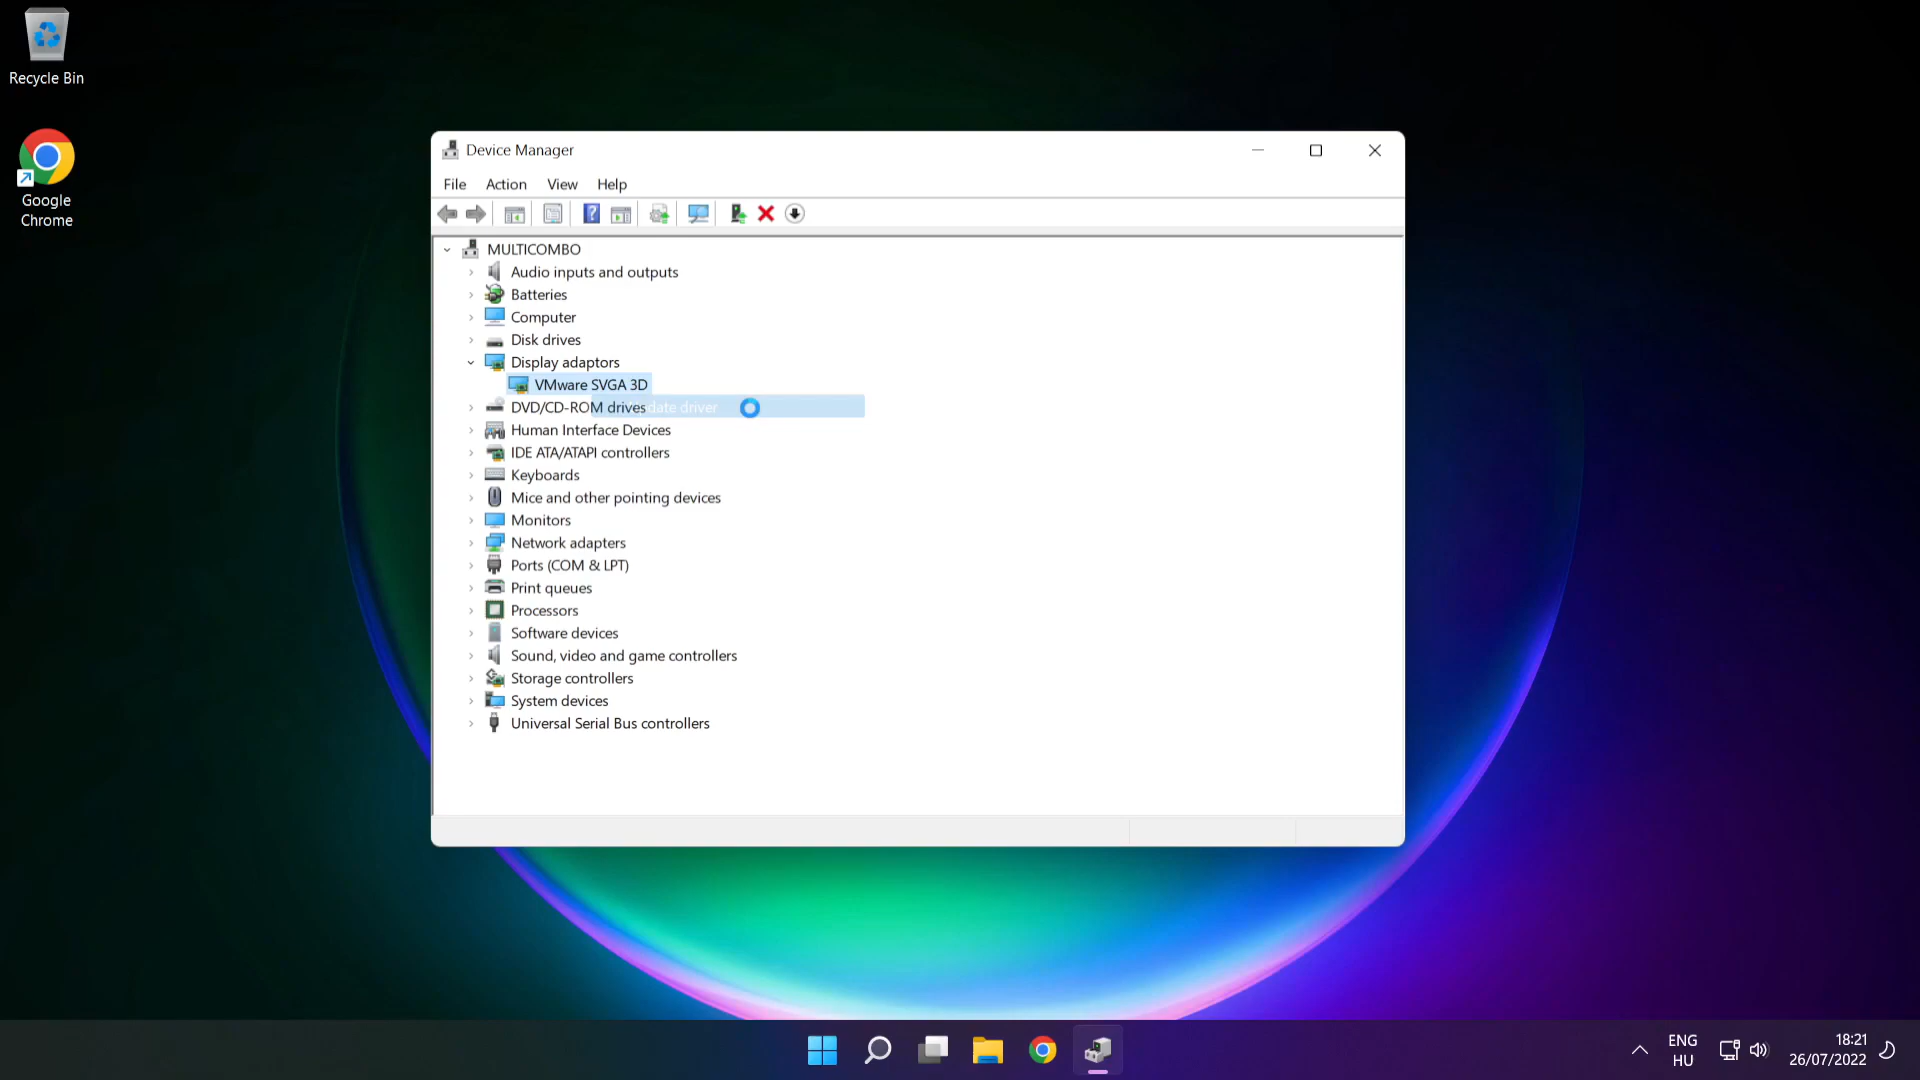 Recycle Bin
Google
Chrome
Device Manager
File Action View Help
MULTICOMBO
Audio inputs and outputs
Batteries
Computer
Disk drives
Display adaptors
VMware SVGA 3D
DVD/CD-ROM drives
driver
Human Interface Devices
IDE ATA/ATAPI controllers
Keyboards
Mice and other pointing devices
Monitors
Network adapters
Ports (COM & LPT)
Print queues
Processors
Software devices
Sound, video and game controllers
Storage controllers
System devices
Universal Serial Bus controllers
ENG
HU
18:21
26/07/2022